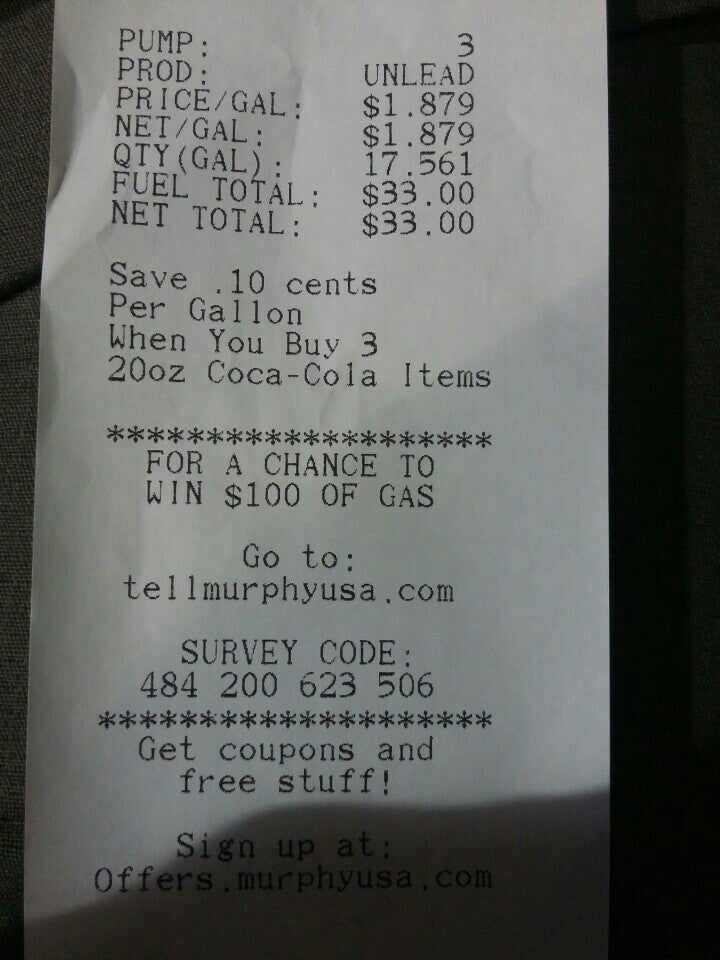 PUMP: 3
PROD: UNLEAD
PRICE/GAL: $1.879
NET/GAL: $1.879
QTY(GAL): 17.561
FUEL TOTAL: $33.00
NET TOTAL: $33.00
Save .10 cents
Per Gallon
When You Buy 3
20oz Coca-Cola Items
********************
FOR A CHANCE TO
WIN $100 OF GAS
Go to:
tellmurphyusa.com
SURVEY CODE:
484 200 623 506
********************
Get coupons and
free stuff!
Sign up at:
Offers.murphyusa.com